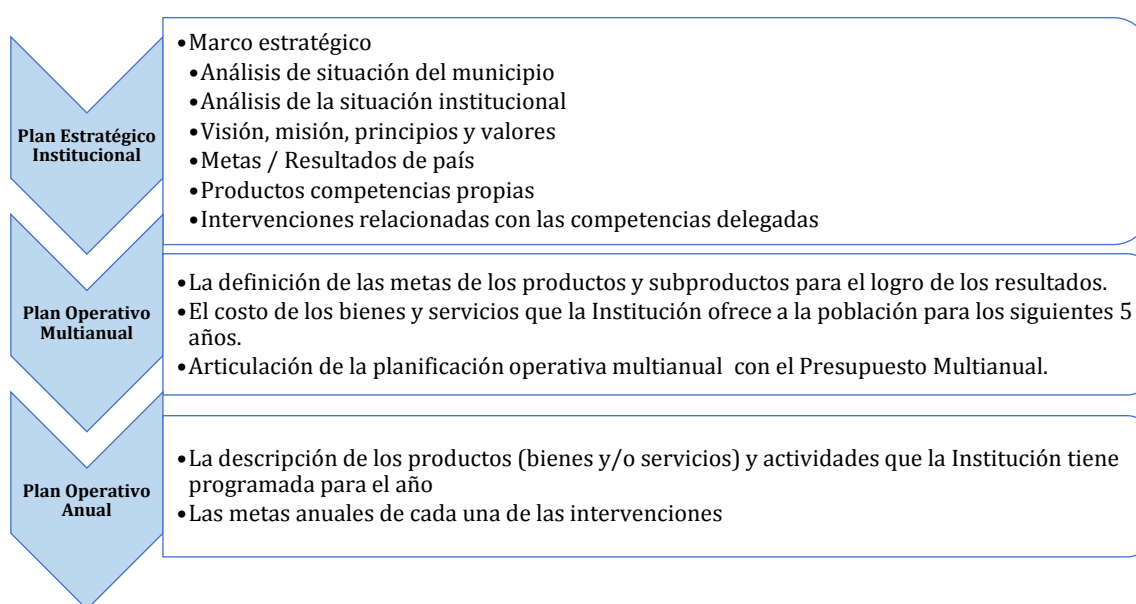 Plan Estratégico
Institucional
•Marco estratégico
•Análisis de situación del municipio
•Análisis de la situación institucional
•Visión, misión, principios y valores
•Metas / Resultados de país
•Productos competencias propias
•Intervenciones relacionadas con las competencias delegadas
Plan Operativo
Multianual
•La definición de las metas de los productos y subproductos para el logro de los resultados.
•El costo de los bienes y servicios que la Institución ofrece a la población para los siguientes 5
años.
•Articulación de la planificación operativa multianual con el Presupuesto Multianual.
Plan Operativo
Anual
•La descripción de los productos (bienes y/o servicios) y actividades que la Institución tiene
programada para el año
•Las metas anuales de cada una de las intervenciones